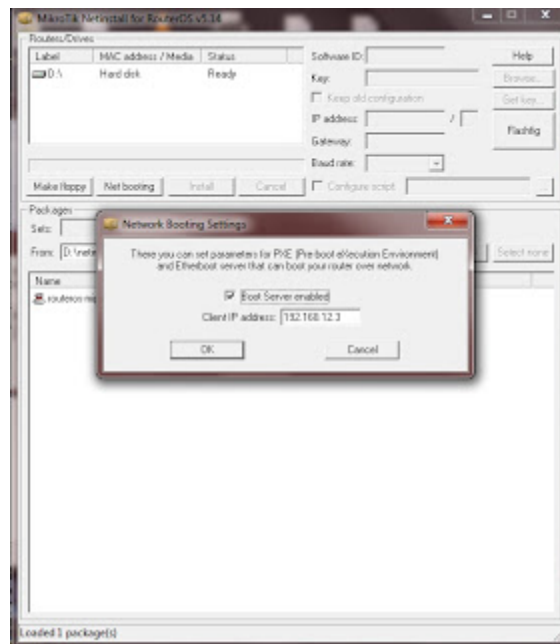 MikroTik Netinstall for RouterOS v5.14
Routers/Drives
Label MAC address / Media Status
D:\ Hard disk Ready
Software ID:
Help
Key:
Browse...
Keep old configuration
Get key...
IP address: /
Flashfig
Gateway:
Baud rate:
Make floppy Net booting Install Cancel Configure script:
Packages
Sets:
From: Select none
Name
Network Booting Settings
There you can set parameters for PXE (Pre-boot eXecution Environment)
and Etherboot server that can boot your router over network.
Boot Server enabled
Client IP address: 192.168.12.3
OK Cancel
Loaded 1 package(s)